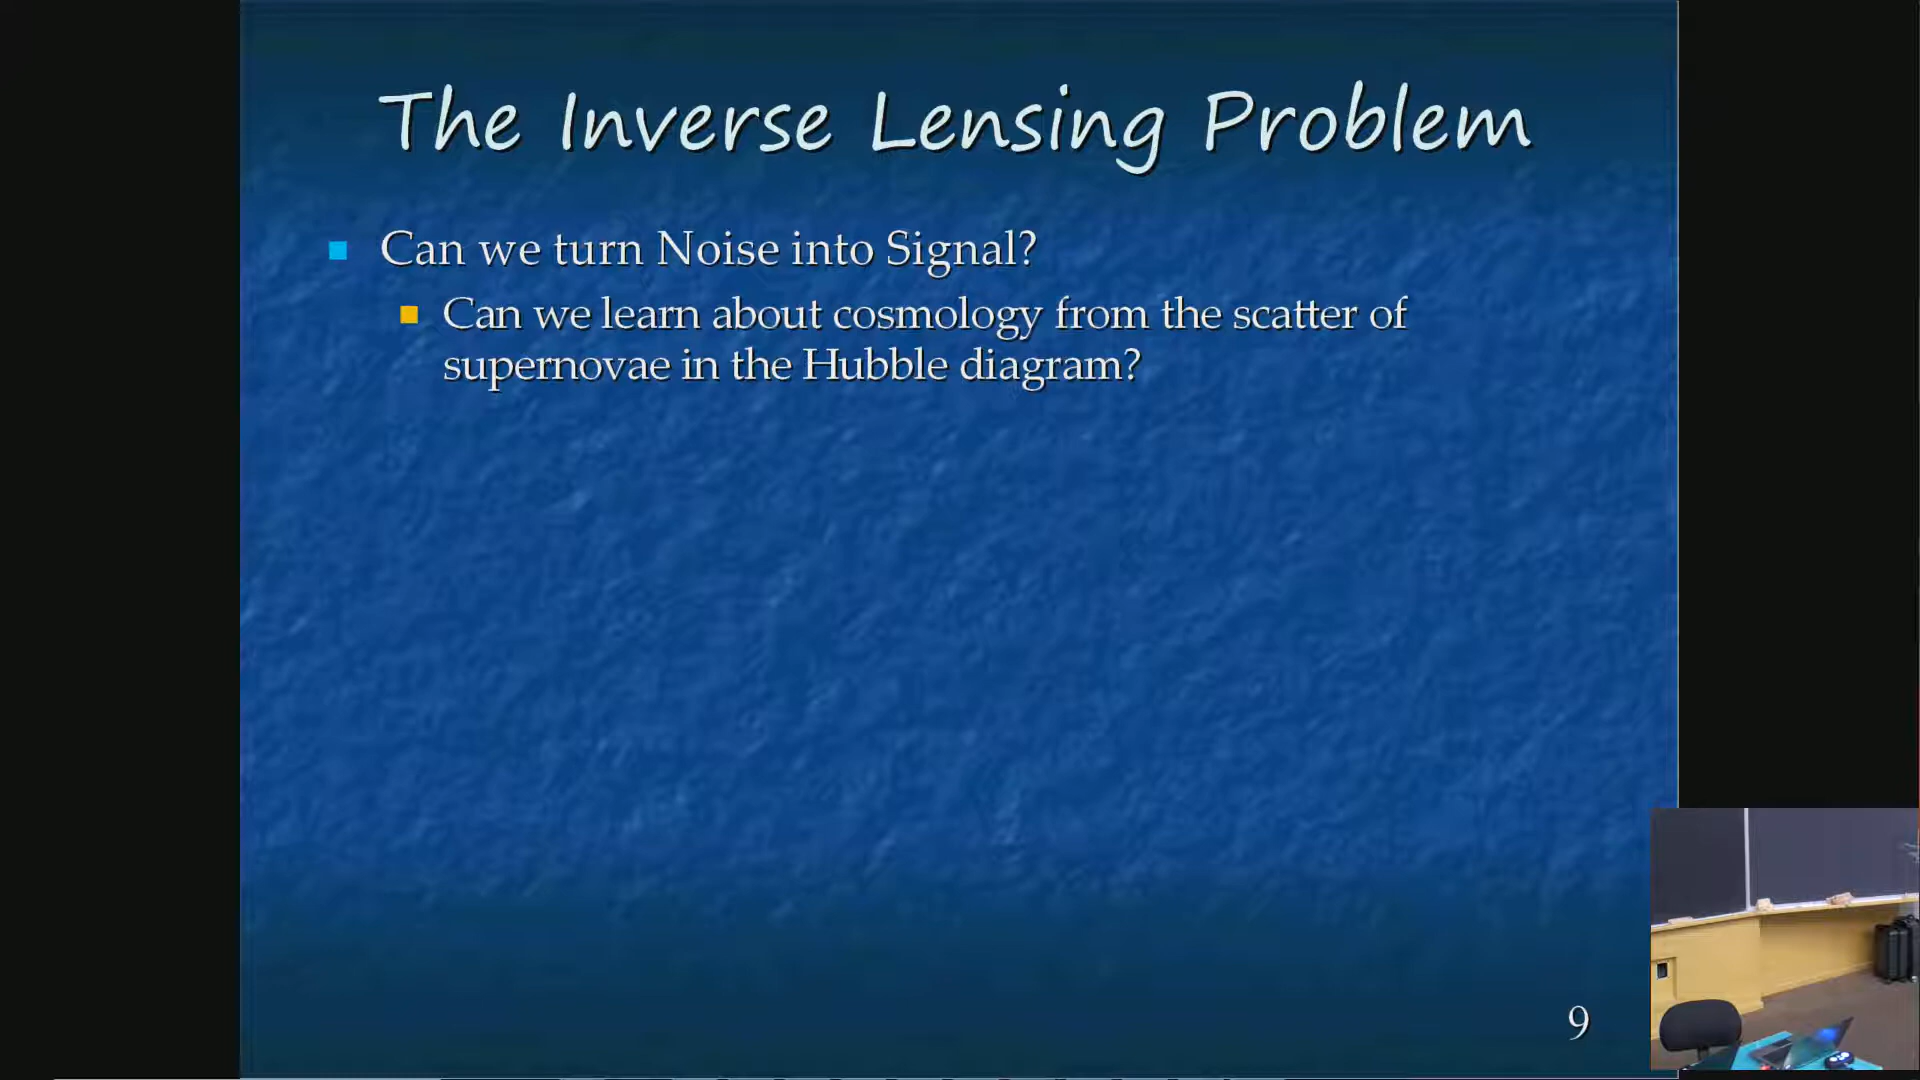 The Inverse Lensing Problem
Can we turn Noise into Signal?
Can we learn about cosmology from the scatter of
supernovae in the Hubble diagram?
9